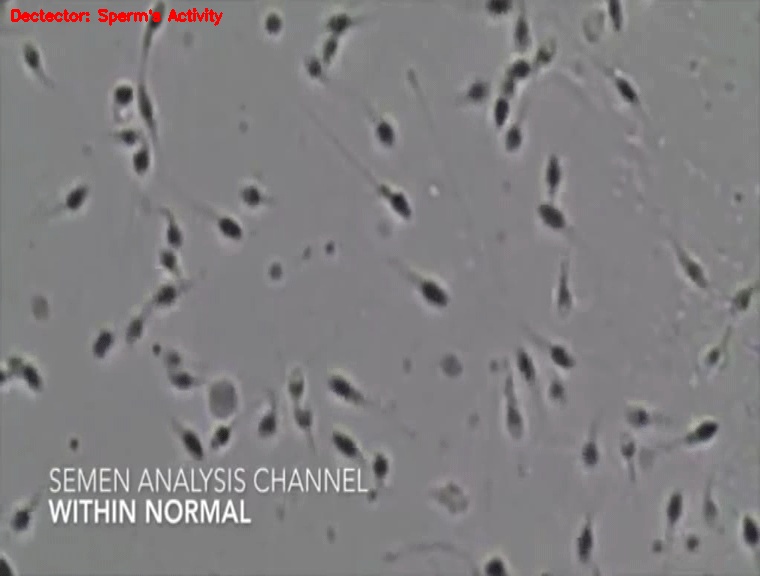 Dectector: Sperm's Activity
SEMEN ANALYSIS CHANNEL
WITHIN NORMAL